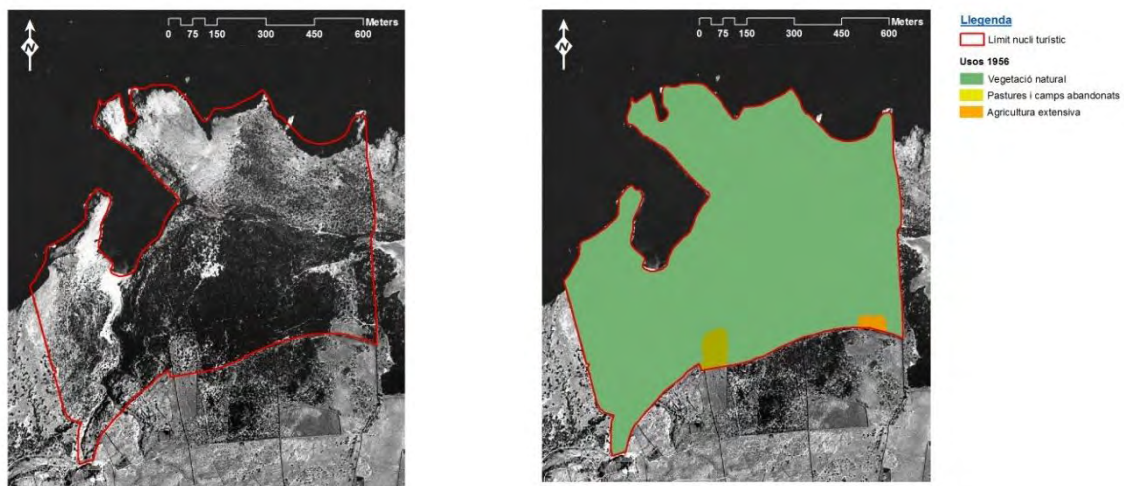 Meters
0 75 150 300 450 600
N
Meters
0 75 150 300 450 600
N
Llegenda
Límit nucli turístic
Usos 1956
Vegetació natural
Pastures i camps abandonats
Agricultura extensiva